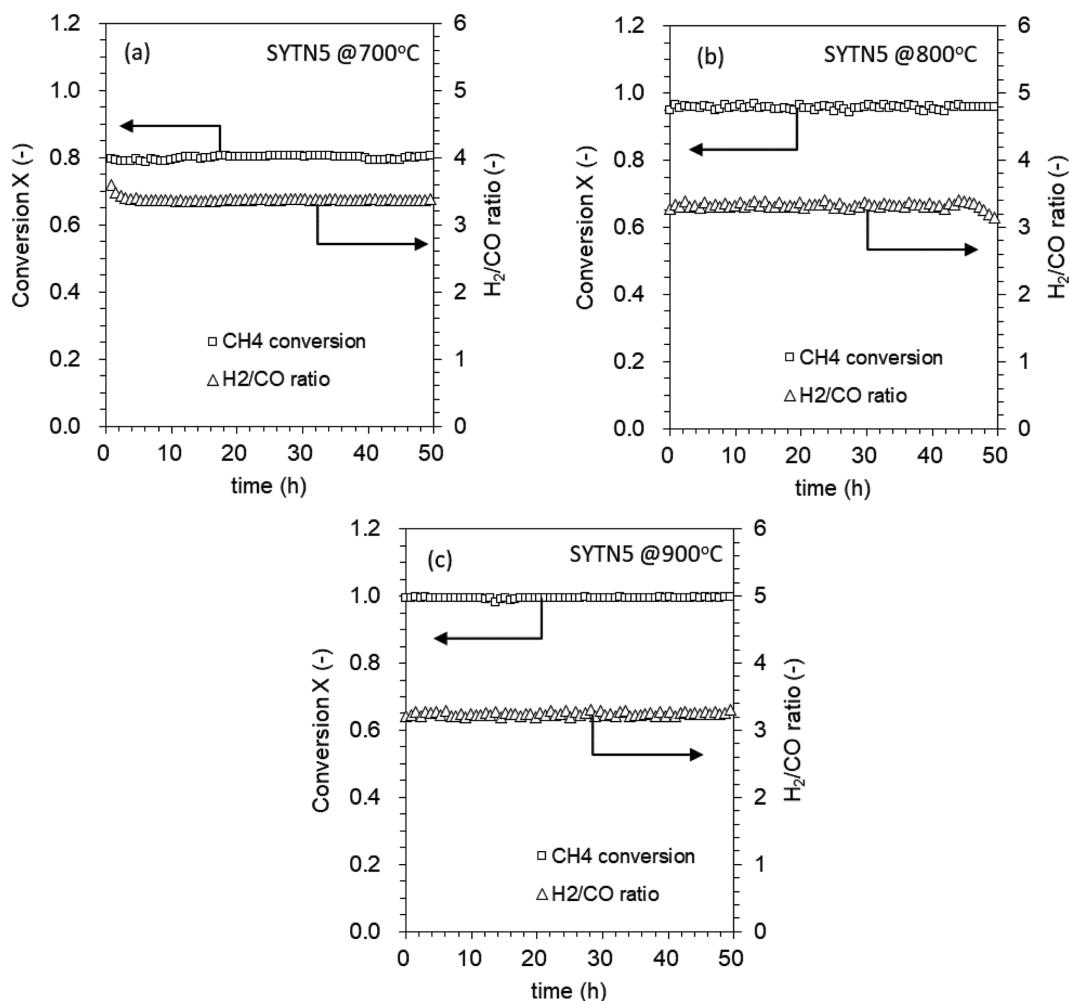 (a) SYTN5 @700°C
Conversion X (-)
1.2
1.0
0.8
0.6
0.4
0.2
0.0
6
5
4
3
2
1
0
H2/CO ratio (-)
CH4 conversion
H2/CO ratio
0 10 20 30 40 50
time (h)
(b) SYTN5 @800°C
Conversion X (-)
1.2
1.0
0.8
0.6
0.4
0.2
0.0
6
5
4
3
2
1
0
H2/CO ratio (-)
CH4 conversion
H2/CO ratio
0 10 20 30 40 50
time (h)
(c) SYTN5 @900°C
Conversion X (-)
1.2
1.0
0.8
0.6
0.4
0.2
0.0
6
5
4
3
2
1
0
H2/CO ratio (-)
CH4 conversion
H2/CO ratio
0 10 20 30 40 50
time (h)